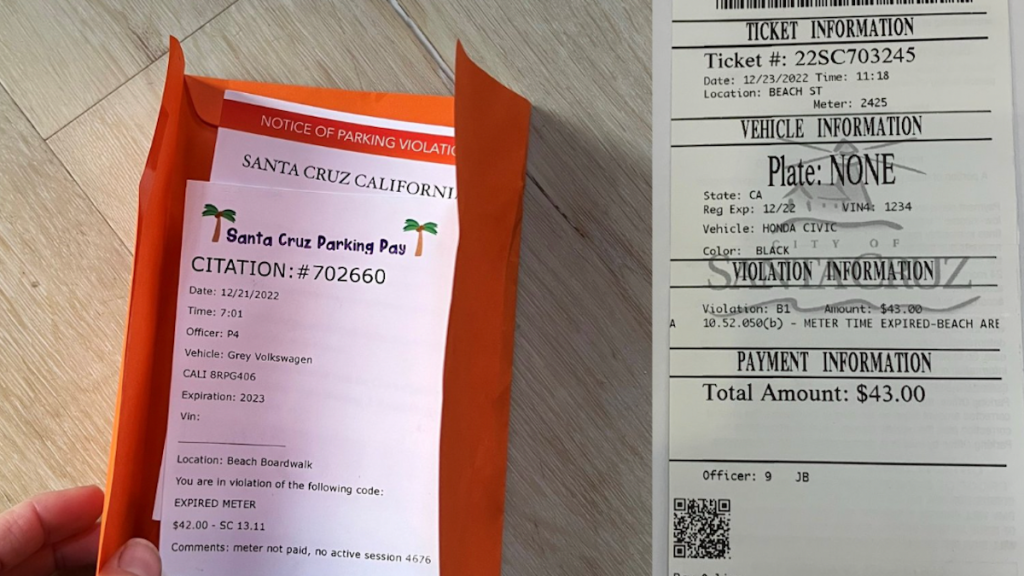 NOTICE OF PARKING VIOLATIO
SANTA CRUZ CALIFORNI
Santa Cruz Parking Pay
CITATION:#702660
Date: 12/21/2022
Time: 7:01
Officer: P4
Vehicle: Grey Volkswagen
CALI 8RPG406
Expiration: 2023
Vin:
Location: Beach Boardwalk
You are in violation of the following code:
EXPIRED METER
$42.00 - SC 13.11
Comments: meter not paid, no active session 4676
TICKET INFORMATION
Ticket #: 22SC703245
Date: 12/23/2022 Time: 11:18
Location: BEACH ST
Meter: 2425
VEHICLE INFORMATION
Plate: NONE
State: CA
Reg Exp: 12/22 VIN4: 1234
Vehicle: HONDA CIVIC
Color: BLACK
CITY OF
SANTA CRUZ
VIOLATION INFORMATION
Violation: B1 Amount: $43.00
A 10.52.050(b) - METER TIME EXPIRED-BEACH ARE
PAYMENT INFORMATION
Total Amount: $43.00
Officer: 9 JB